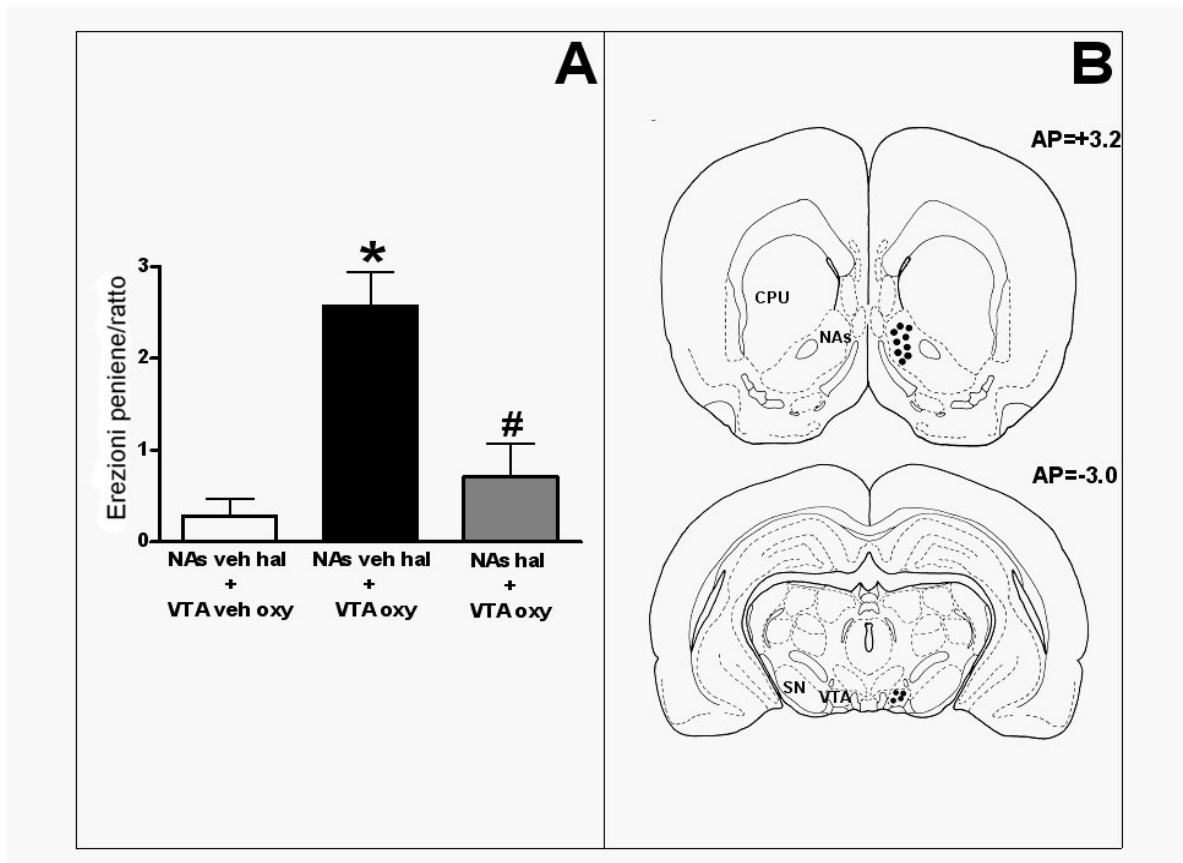 A
Erezioni peniene/ratto
3
*
2
1
#
0
NAs veh hal NAs veh hal NAs hal
+ + +
VTA veh oxy VTA oxy VTA oxy
B
AP=+3.2
CPU
NAs
AP=-3.0
SN VTA